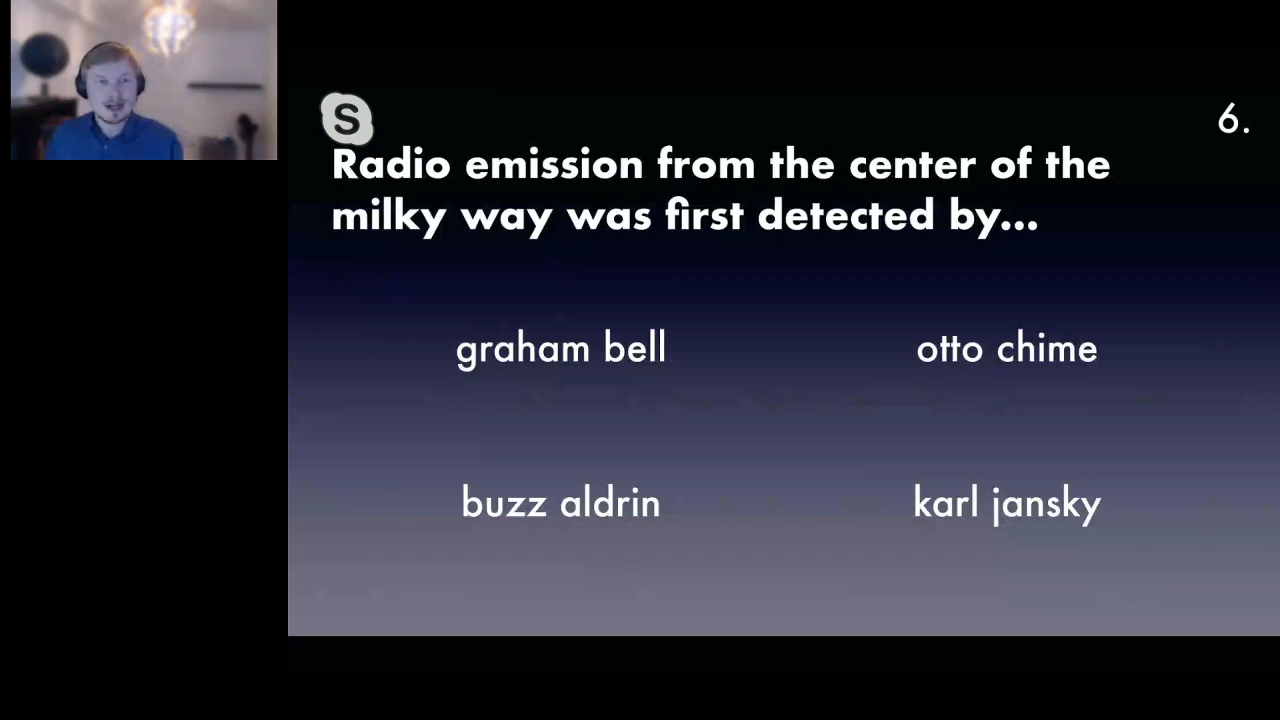 S
6.
Radio emission from the center of the
milky way was first detected by...
graham bell
otto chime
buzz aldrin
karl jansky